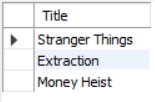 Title
Stranger Things
Extraction
Money Heist